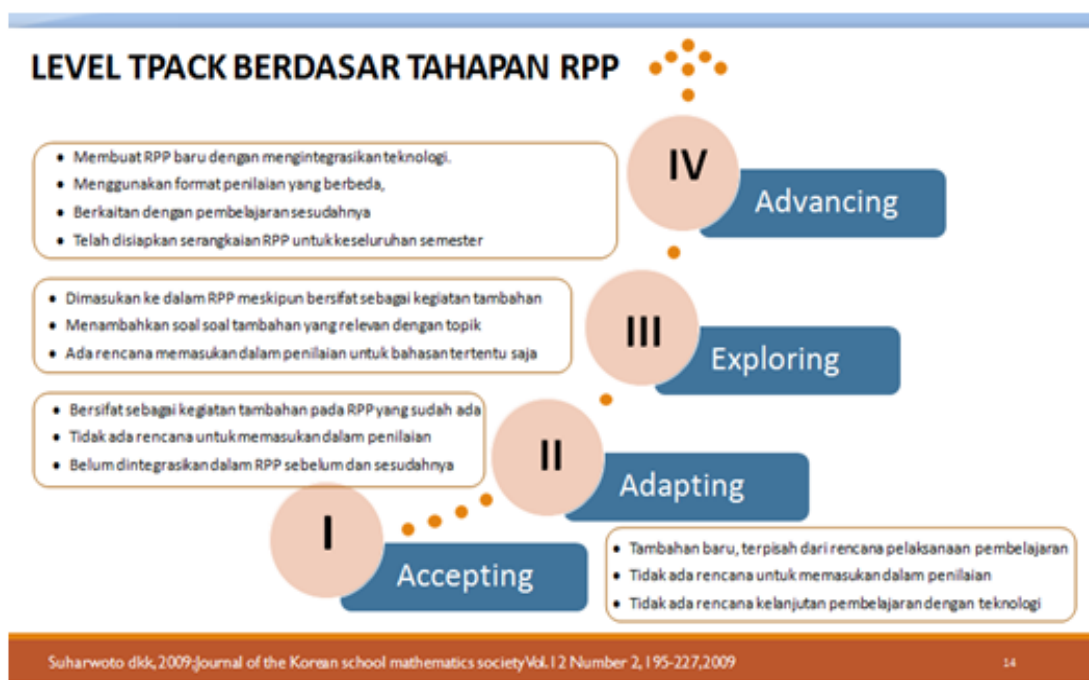 LEVEL TPACK BERDASAR TAHAPAN RPP
• Membuat RPP baru dengan mengintegrasikan teknologi.
• Menggunakan format penilaian yang berbeda,
• Berkaitan dengan pembelajaran sesudahnya
• Telah disiapkan serangkaian RPP untuk keseluruhan semester
IV
Advancing
• Dimasukan ke dalam RPP meskipun bersifat sebagai kegiatan tambahan
• Menambahkan soal soal tambahan yang relevan dengan topik
• Ada rencana memasukan dalam penilaian untuk bahasan tertentu saja
III
Exploring
• Bersifat sebagai kegiatan tambahan pada RPP yang sudah ada
• Tidak ada rencana untuk memasukan dalam penilaian
• Belum dintegrasikan dalam RPP sebelum dan sesudahnya
II
Adapting
I
Accepting
• Tambahan baru, terpisah dari rencana pelaksanaan pembelajaran
• Tidak ada rencana untuk memasukan dalam penilaian
• Tidak ada rencana kelanjutan pembelajaran dengan teknologi
Suharwoto dkk, 2009;Journal of the Korean school mathematics society Vol. 12 Number 2, 195-227, 2009
14